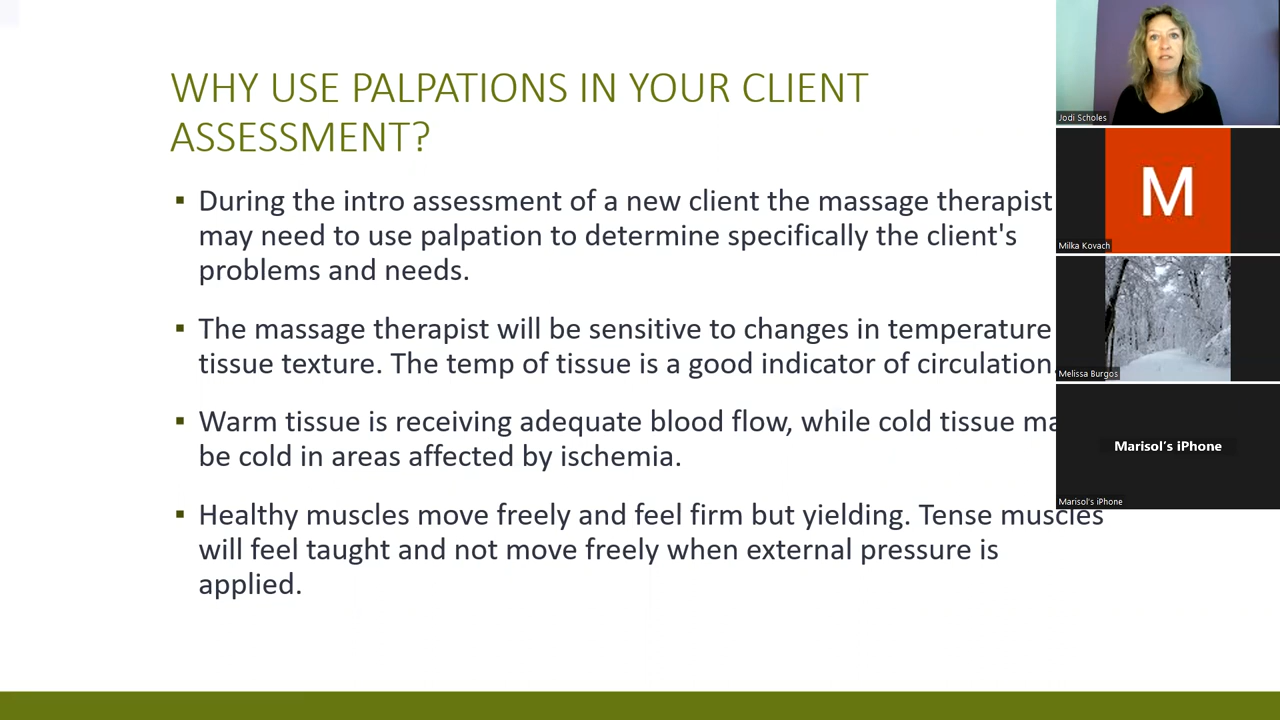 WHY USE PALPATIONS IN YOUR CLIENT
ASSESSMENT?
▪ During the intro assessment of a new client the massage therapist
may need to use palpation to determine specifically the client's
problems and needs.
▪ The massage therapist will be sensitive to changes in temperature
tissue texture. The temp of tissue is a good indicator of circulation.
▪ Warm tissue is receiving adequate blood flow, while cold tissue
be cold in areas affected by ischemia.
▪ Healthy muscles move freely and feel firm but yielding. Tense muscles
will feel taught and not move freely when external pressure is
applied.
Jodi Scholes
M
Milka Kovach
Melissa Burgos
Marisol's iPhone
Marisol's iPhone